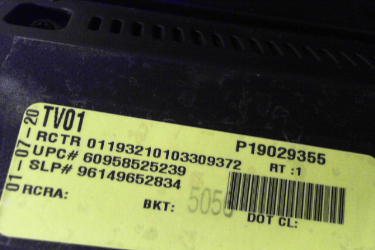 01-07-20
TV01
RCTR 01193210103309372
UPC# 60958525239
SLP# 96149652834
RCRA:
P19029355
RT :1
BKT: 5050
DOT CL: